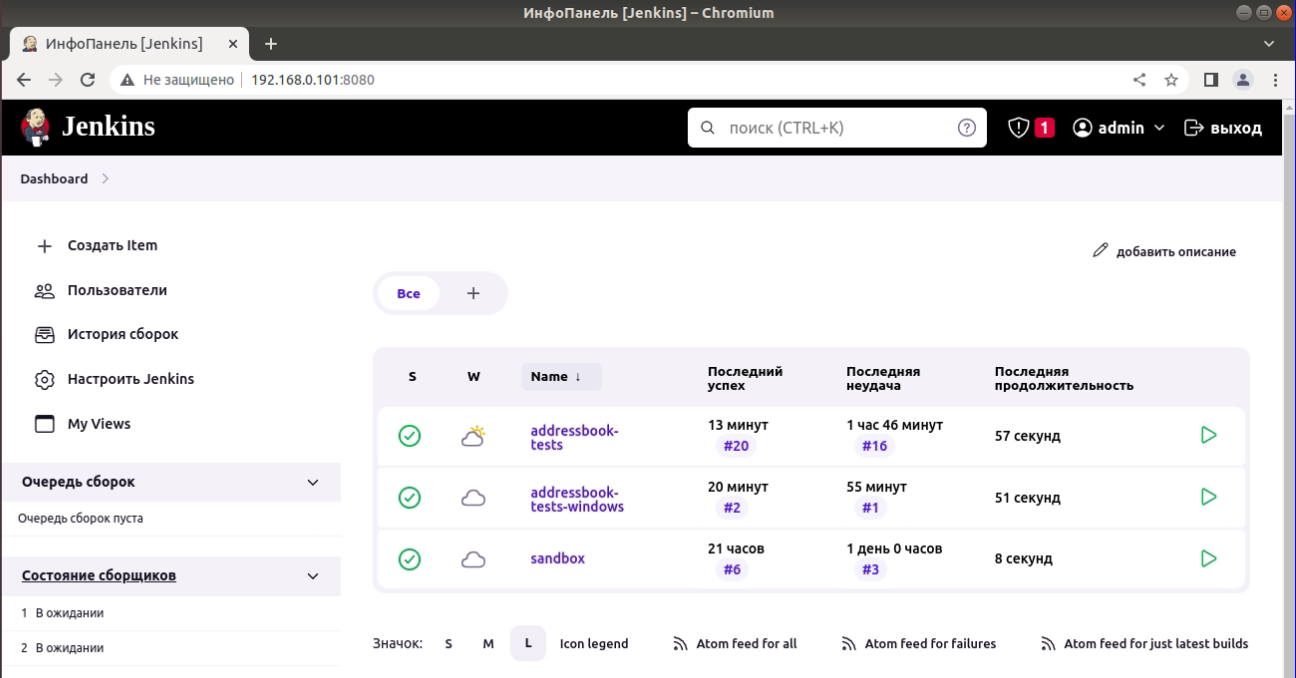 ИнфоПанель [Jenkins] – Chromium
ИнфоПанель [Jenkins]
Не защищено 192.168.0.101:8080
Jenkins
поиск (CTRL+K)
1
admin
выход
Dashboard
Создать Item
Пользователи
История сборок
Настроить Jenkins
My Views
Очередь сборок
Очередь сборок пуста
Состояние сборщиков
1 В ожидании
2 В ожидании
добавить описание
Все +
S W Name ↓ Последний успех Последняя неудача Последняя продолжительность
addressbook-tests 13 минут #20 1 час 46 минут #16 57 секунд
addressbook-tests-windows 20 минут #2 55 минут #1 51 секунд
sandbox 21 часов #6 1 день 0 часов #3 8 секунд
Значок: S M L Icon legend Atom feed for all Atom feed for failures Atom feed for just latest builds